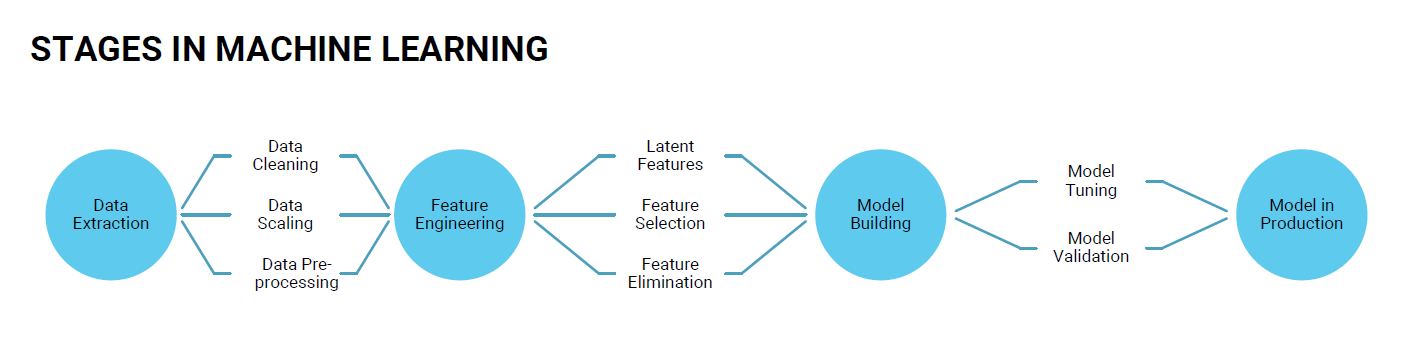 STAGES IN MACHINE LEARNING
Data
Extraction
Data
Cleaning
Data
Scaling
Data Pre-
processing
Feature
Engineering
Latent
Features
Feature
Selection
Feature
Elimination
Model
Building
Model
Tuning
Model
Validation
Model in
Production